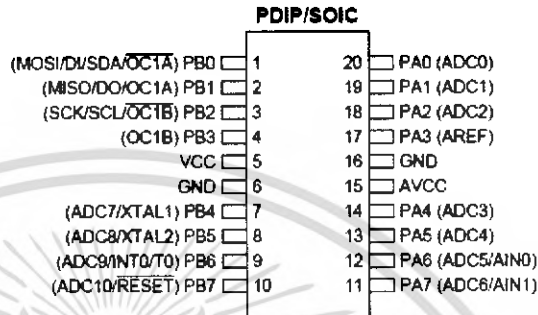 PDIP/SOIC
(MOSI/DI/SDA/OC1A) PB0 1 20 PA0 (ADC0)
(MISO/DO/OC1A) PB1 2 19 PA1 (ADC1)
(SCK/SCL/OC1B) PB2 3 18 PA2 (ADC2)
(OC1B) PB3 4 17 PA3 (AREF)
VCC 5 16 GND
GND 6 15 AVCC
(ADC7/XTAL1) PB4 7 14 PA4 (ADC3)
(ADC8/XTAL2) PB5 8 13 PA5 (ADC4)
(ADC9/INT0/T0) PB6 9 12 PA6 (ADC5/AIN0)
(ADC10/RESET) PB7 10 11 PA7 (ADC6/AIN1)